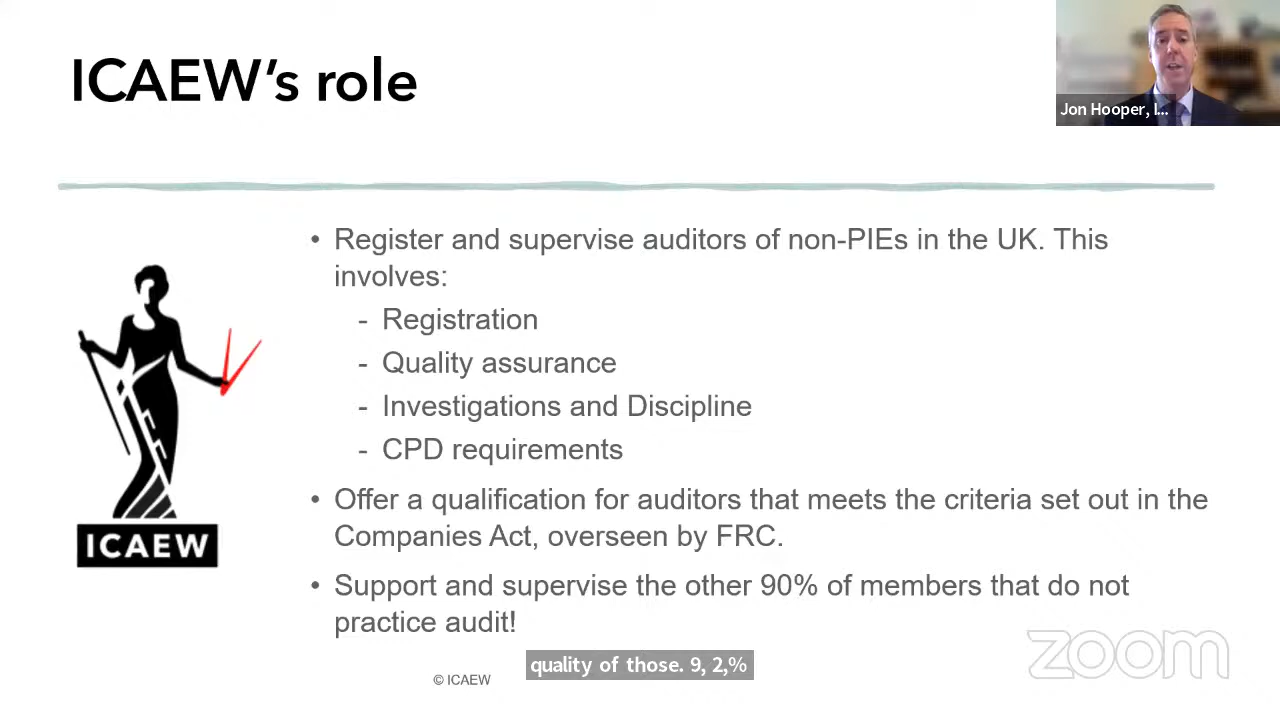 ICAEW's role
Jon Hooper, I...
• Register and supervise auditors of non-PIEs in the UK. This
involves:
- Registration
- Quality assurance
- Investigations and Discipline
- CPD requirements
• Offer a qualification for auditors that meets the criteria set out in the
Companies Act, overseen by FRC.
• Support and supervise the other 90% of members that do not
practice audit!
ICAEW
zoom
quality of those. 9, 2,%
© ICAEW